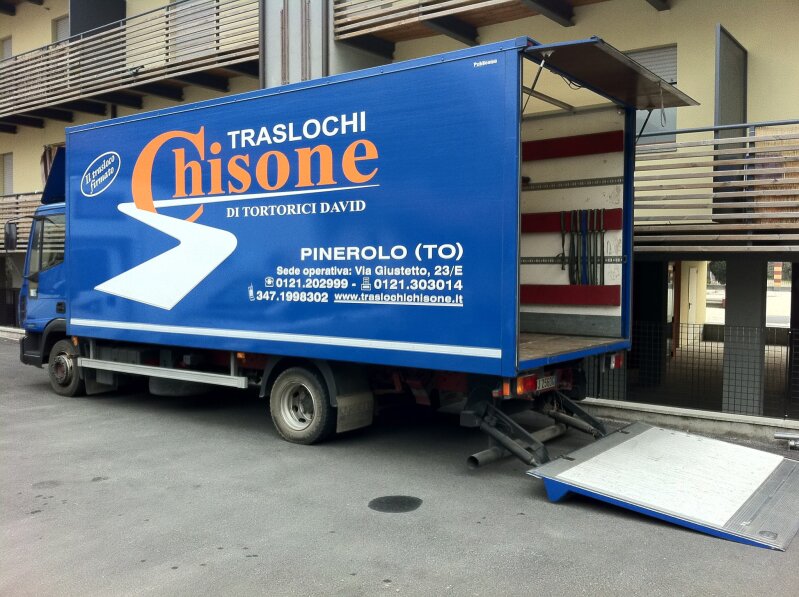 Il trasloco
firmato
TRASLOCHI
Chisone
DI TORTORICI DAVID
PINEROLO (TO)
Sede operativa: Via Giustetto, 23/E
0121.202999 - 0121.303014
347.1998302 www.traslochichisone.it